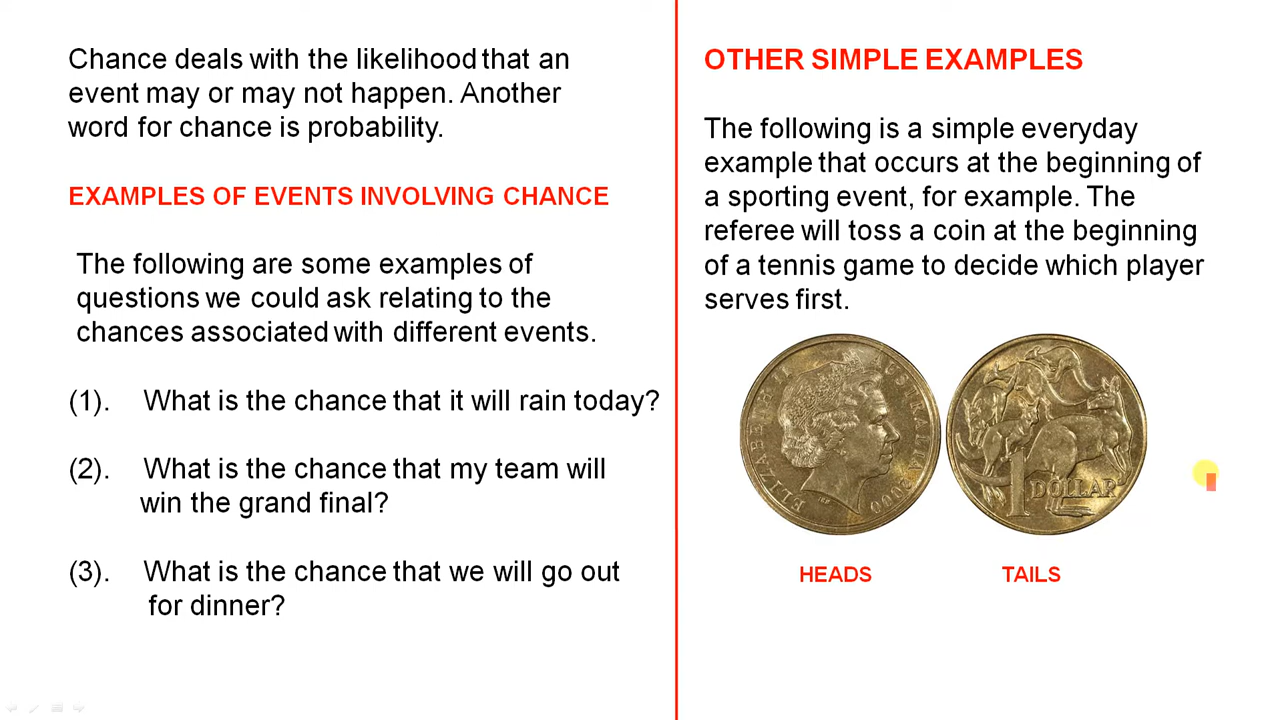 Chance deals with the likelihood that an
event may or may not happen. Another
word for chance is probability.
EXAMPLES OF EVENTS INVOLVING CHANCE
The following are some examples of
questions we could ask relating to the
chances associated with different events.
(1). What is the chance that it will rain today?
(2). What is the chance that my team will
win the grand final?
(3). What is the chance that we will go out
for dinner?
OTHER SIMPLE EXAMPLES
The following is a simple everyday
example that occurs at the beginning of
a sporting event, for example. The
referee will toss a coin at the beginning
of a tennis game to decide which player
serves first.
ELIZABETH II AUSTRALIA 2000
1 DOLLAR
HEADS
TAILS